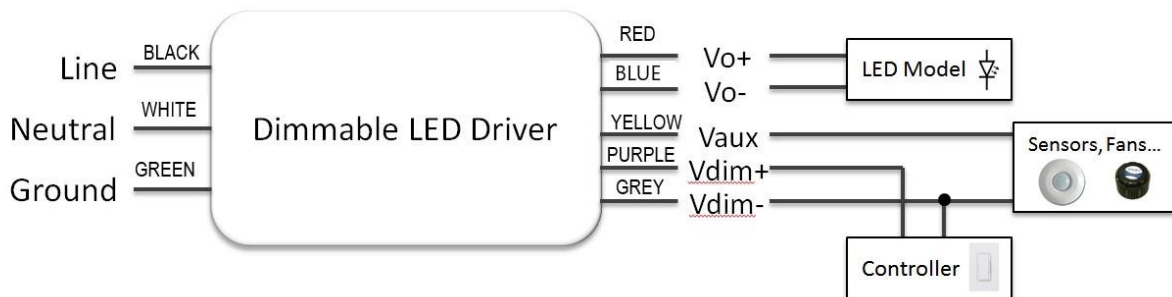 Line
BLACK
Neutral
WHITE
Ground
GREEN
Dimmable LED Driver
RED
Vo+
BLUE
Vo-
YELLOW
Vaux
PURPLE
Vdim+
GREY
Vdim-
LED Model
Sensors, Fans...
Controller